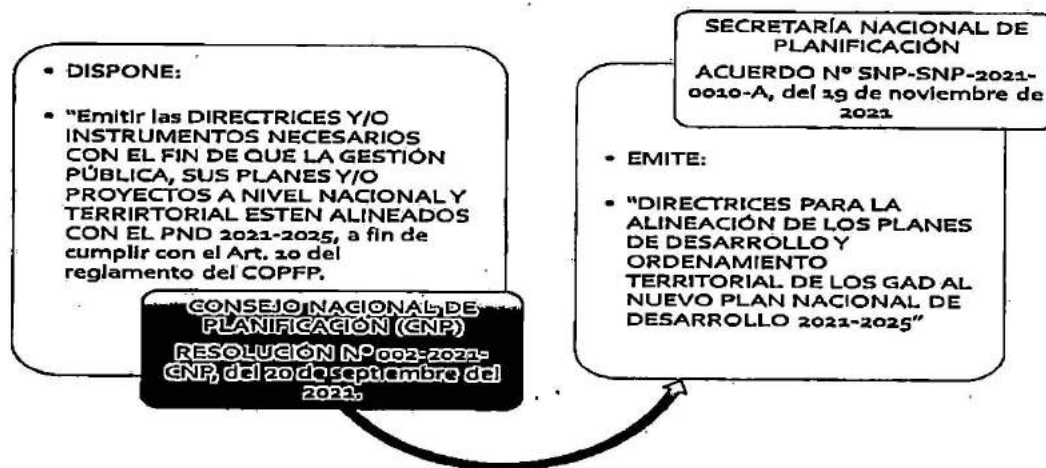 • DISPONE:
• "Emitir las DIRECTRICES Y/O
INSTRUMENTOS NECESARIOS
CON EL FIN DE QUE LA GESTIÓN
PÚBLICA, SUS PLANES Y/O
PROYECTOS A NIVEL NACIONAL Y
TERRIRTORIAL ESTEN ALINEADOS
CON EL PND 2021-2025, a fin de
cumplir con el Art. 10 del
reglamento del COPFP.
CONSEJO NACIONAL DE
PLANIFICACIÓN (CNP)
RESOLUCIÓN Nº 002-2021-
CNP, del 20 de septiembre del
2021.
SECRETARÍA NACIONAL DE
PLANIFICACIÓN
ACUERDO Nº SNP-SNP-2021-
0010-A, del 19 de noviembre de
2021
• EMITE:
• "DIRECTRICES PARA LA
ALINEACIÓN DE LOS PLANES
DE DESARROLLO Y
ORDENAMIENTO
TERRITORIAL DE LOS GAD AL
NUEVO PLAN NACIONAL DE
DESARROLLO 2021-2025"